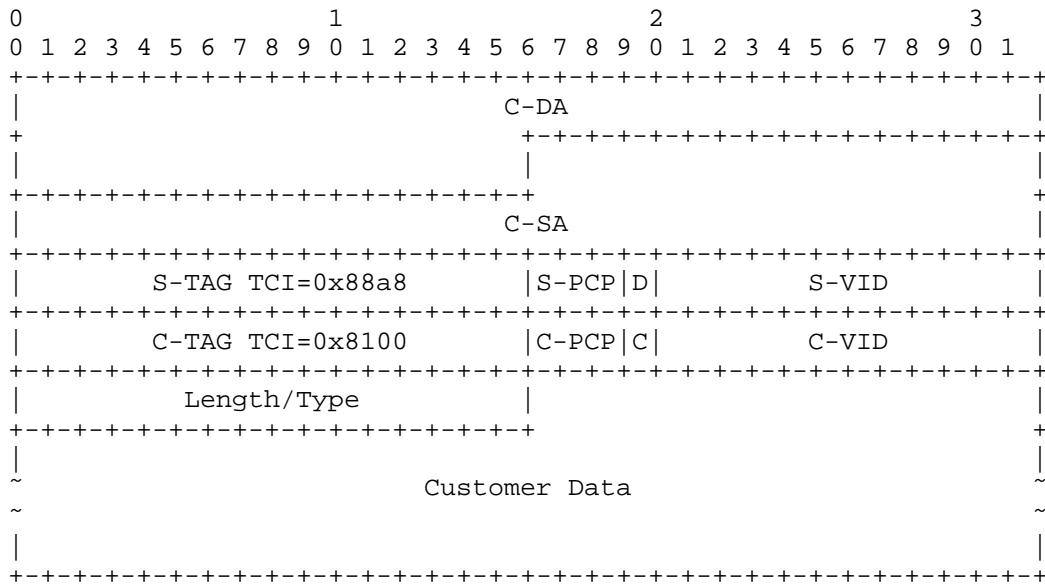 0                   1                   2                   3
0 1 2 3 4 5 6 7 8 9 0 1 2 3 4 5 6 7 8 9 0 1 2 3 4 5 6 7 8 9 0 1
+-+-+-+-+-+-+-+-+-+-+-+-+-+-+-+-+-+-+-+-+-+-+-+-+-+-+-+-+-+-+-+-+
|                              C-DA                             |
+                               +-+-+-+-+-+-+-+-+-+-+-+-+-+-+-+-+
|                               |                               |
+-+-+-+-+-+-+-+-+-+-+-+-+-+-+-+-+                               +
|                              C-SA                             |
+-+-+-+-+-+-+-+-+-+-+-+-+-+-+-+-+-+-+-+-+-+-+-+-+-+-+-+-+-+-+-+-+
|        S-TAG TCI=0x88a8       |S-PCP|D|         S-VID         |
+-+-+-+-+-+-+-+-+-+-+-+-+-+-+-+-+-+-+-+-+-+-+-+-+-+-+-+-+-+-+-+-+
|        C-TAG TCI=0x8100       |C-PCP|C|         C-VID         |
+-+-+-+-+-+-+-+-+-+-+-+-+-+-+-+-+-+-+-+-+-+-+-+-+-+-+-+-+-+-+-+-+
|          Length/Type          |                               |
+-+-+-+-+-+-+-+-+-+-+-+-+-+-+-+-+                               +
|                                                               |
~                         Customer Data                         ~
~                                                               ~
|                                                               |
+-+-+-+-+-+-+-+-+-+-+-+-+-+-+-+-+-+-+-+-+-+-+-+-+-+-+-+-+-+-+-+-+